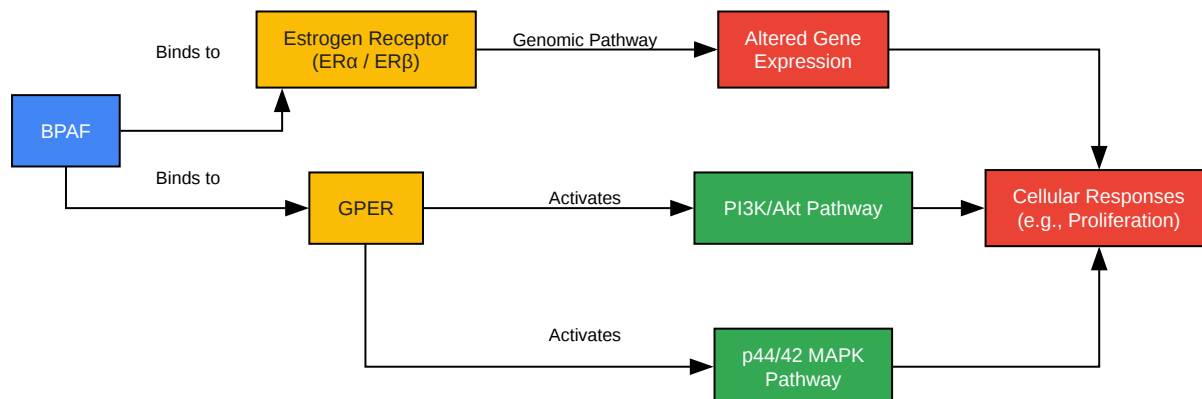 Binds to
Estrogen Receptor
(ERα / ERβ)
Genomic Pathway
Altered Gene
Expression
BPAF
Binds to
GPER
Activates
PI3K/Akt Pathway
Cellular Responses
(e.g., Proliferation)
Activates
p44/42 MAPK
Pathway